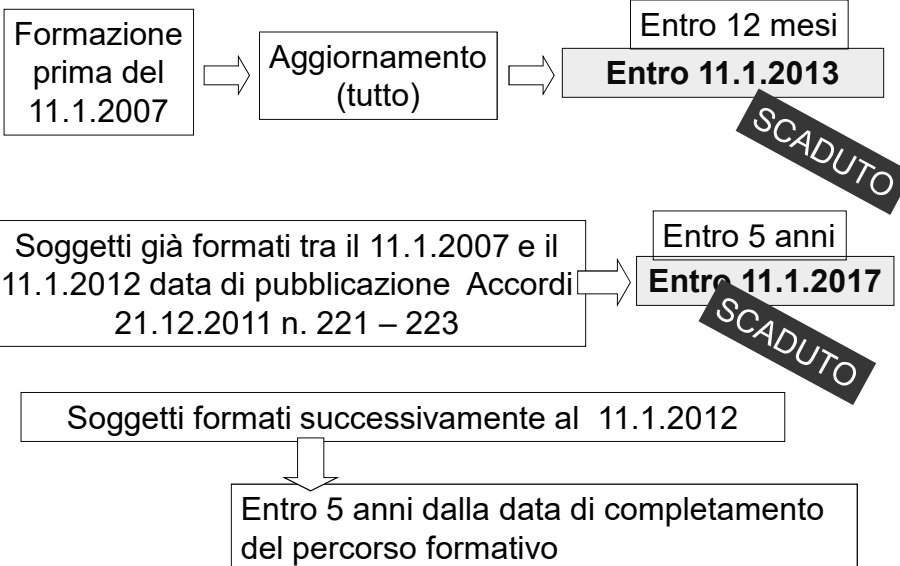 Formazione
prima del
11.1.2007
Aggiornamento
(tutto)
Entro 12 mesi
Entro 11.1.2013
SCADUTO
Soggetti già formati tra il 11.1.2007 e il
11.1.2012 data di pubblicazione Accordi
21.12.2011 n. 221 – 223
Entro 5 anni
Entro 11.1.2017
SCADUTO
Soggetti formati successivamente al 11.1.2012
Entro 5 anni dalla data di completamento
del percorso formativo